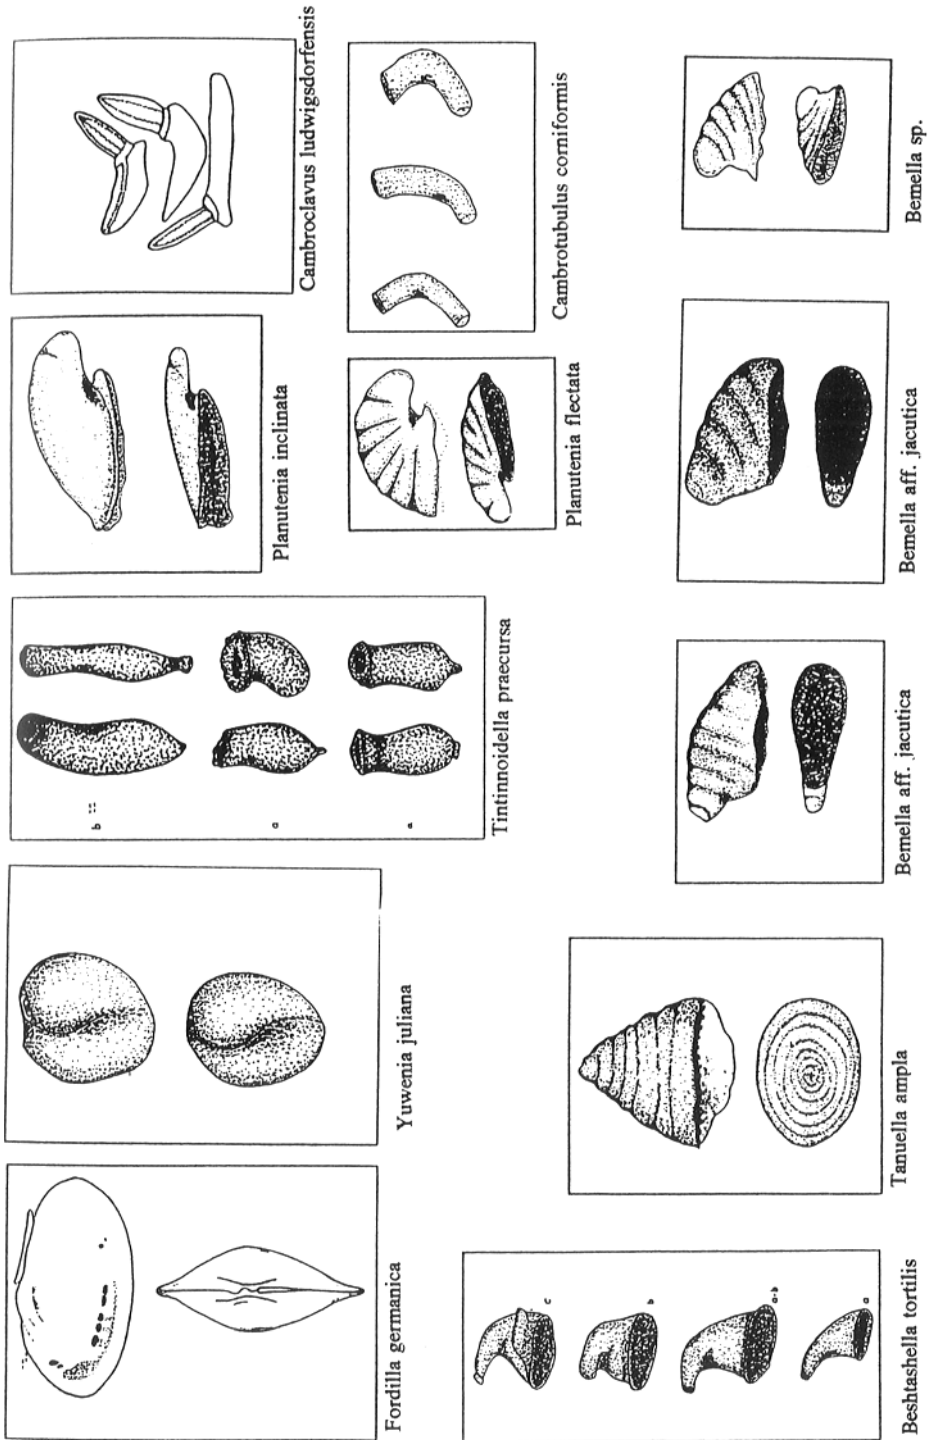 Fordilla germanica
Yuwenia juliana
b
a
Tintinnoidella praecursa
Planutenia inclinata
Cambroclavus ludwigsdorfensis
Planutenia flectata
Cambrotubulus corniformis
c
b
a-b
a
Beshtashella tortilis
Tanuella ampla
Bemella aff. jacutica
Bemella aff. jacutica
Bemella sp.